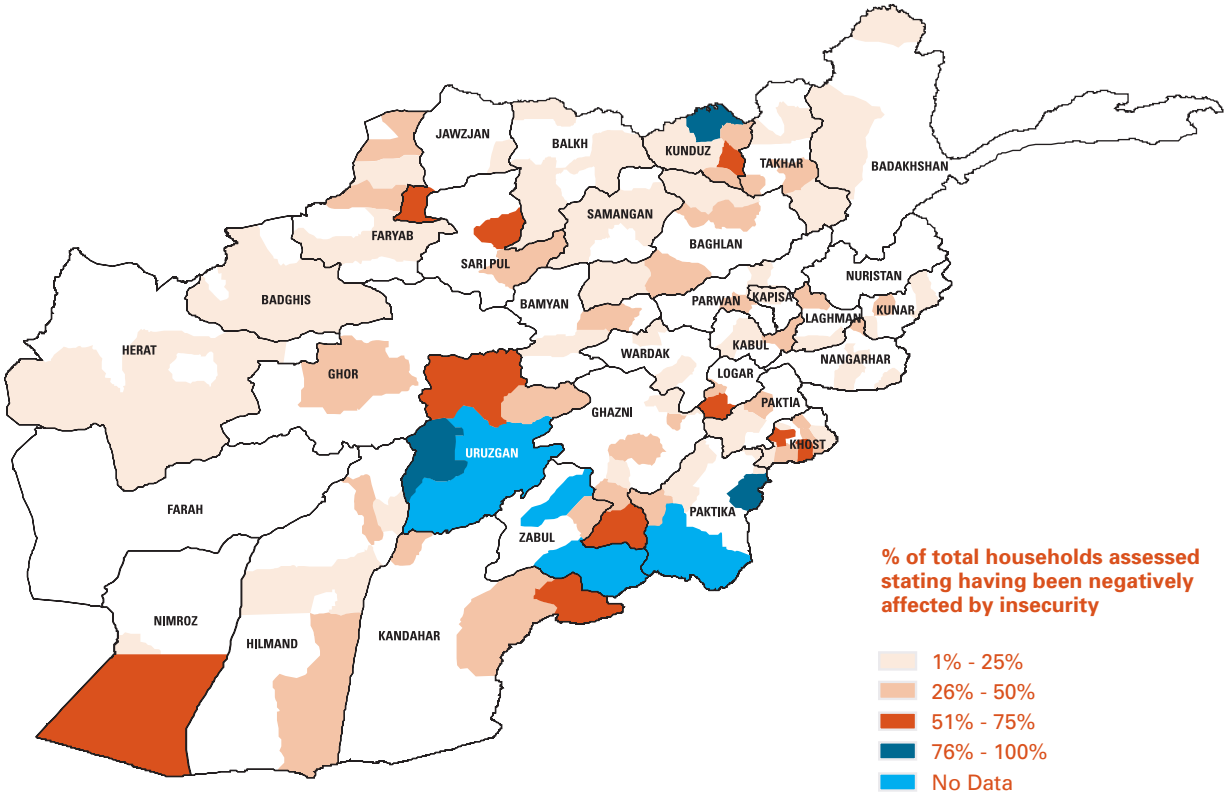 JAWZJAN
BALKH
KUNDUZ
TAKHAR
BADAKHSHAN
SAMANGAN
FARYAB
BAGHLAN
SARI PUL
NURISTAN
BADGHIS
BAMYAN
PARWAN
KAPISA
KUNAR
LAGHMAN
HERAT
WARDAK
KABUL
NANGARHAR
GHOR
LOGAR
PAKTIA
GHAZNI
KHOST
URUZGAN
FARAH
PAKTIKA
ZABUL
NIMROZ
HILMAND
KANDAHAR
% of total households assessed
stating having been negatively
affected by insecurity
1% - 25%
26% - 50%
51% - 75%
76% - 100%
No Data